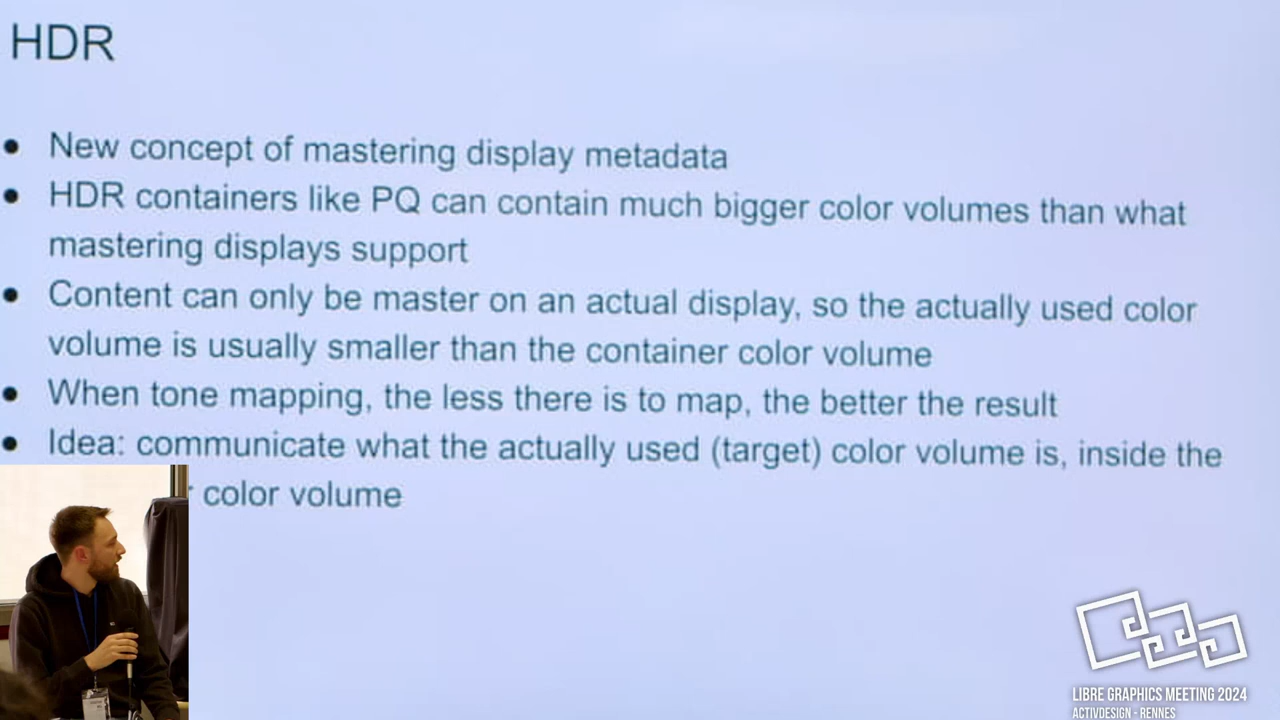 HDR
• New concept of mastering display metadata
• HDR containers like PQ can contain much bigger color volumes than what
mastering displays support
• Content can only be master on an actual display, so the actually used color
volume is usually smaller than the container color volume
• When tone mapping, the less there is to map, the better the result
• Idea: communicate what the actually used (target) color volume is, inside the
color volume
LIBRE GRAPHICS MEETING 2024
ACTIVDESIGN - RENNES